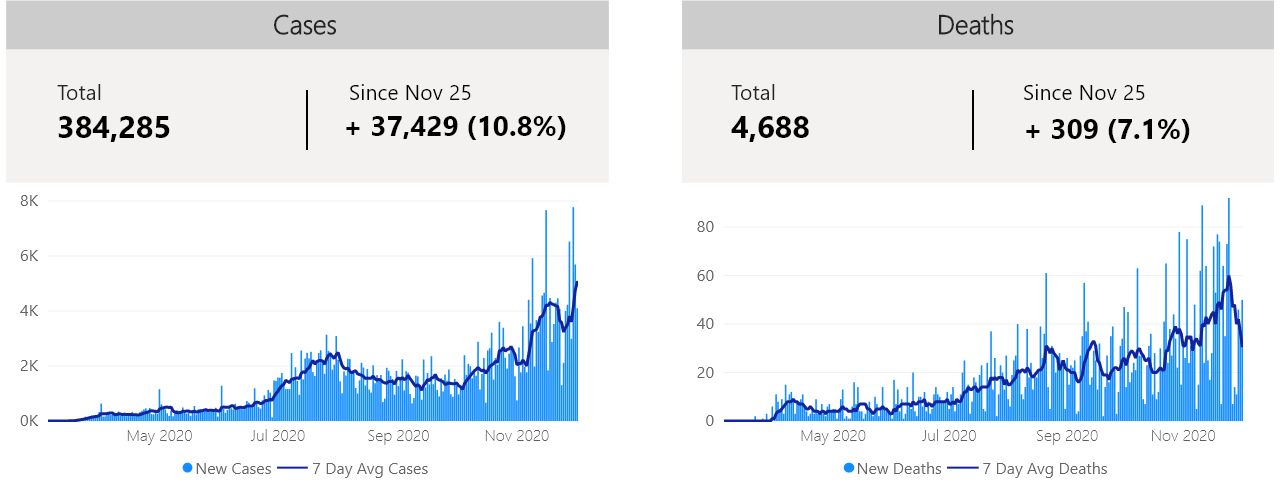 Cases
Total
384,285
Since Nov 25
+ 37,429 (10.8%)
8K
6K
4K
2K
0K
May 2020 Jul 2020 Sep 2020 Nov 2020
New Cases 7 Day Avg Cases
Deaths
Total
4,688
Since Nov 25
+ 309 (7.1%)
80
60
40
20
0
May 2020 Jul 2020 Sep 2020 Nov 2020
New Deaths 7 Day Avg Deaths